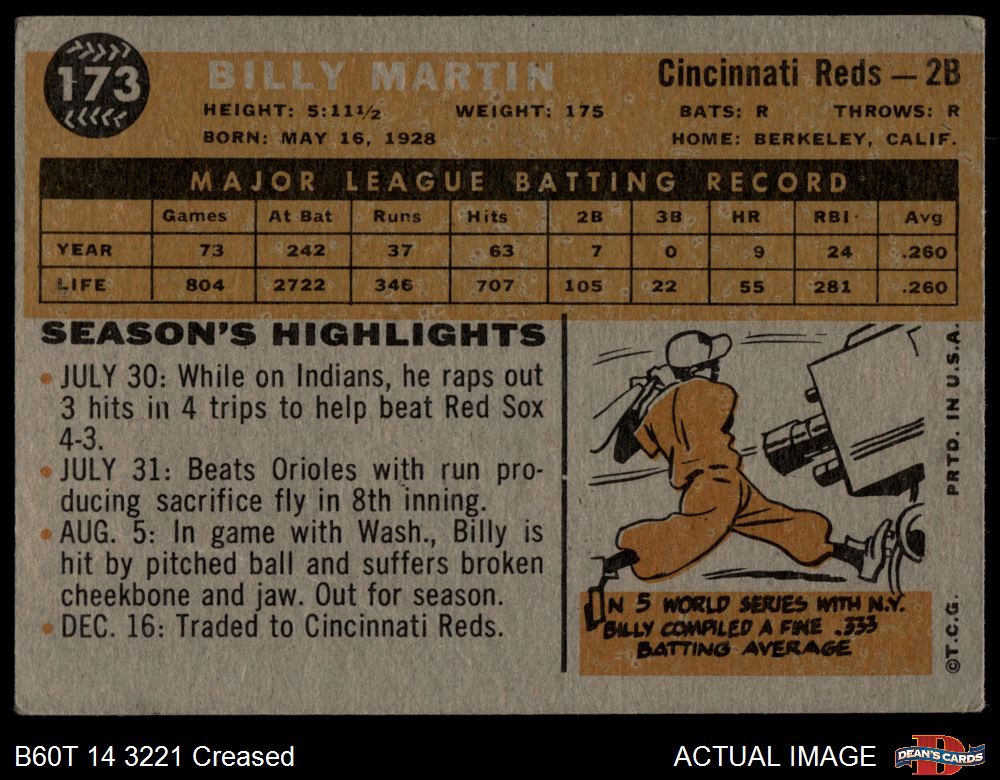 173
BILLY MARTIN
Cincinnati Reds — 2B
HEIGHT: 5:11½ WEIGHT: 175 BATS: R THROWS: R
BORN: MAY 16, 1928 HOME: BERKELEY, CALIF.
MAJOR LEAGUE BATTING RECORD
Games At Bat Runs Hits 2B 3B HR RBI Avg
YEAR 73 242 37 63 7 0 9 24 .260
LIFE 804 2722 346 707 105 22 55 281 .260
SEASON'S HIGHLIGHTS
• JULY 30: While on Indians, he raps out
3 hits in 4 trips to help beat Red Sox
4-3.
• JULY 31: Beats Orioles with run pro-
ducing sacrifice fly in 8th inning.
• AUG. 5: In game with Wash., Billy is
hit by pitched ball and suffers broken
cheekbone and jaw. Out for season.
• DEC. 16: Traded to Cincinnati Reds.
IN 5 WORLD SERIES WITH N.Y.
BILLY COMPILED A FINE .333
BATTING AVERAGE
©T.C.G. PRTD. IN U.S.A.
B60T 14 3221 Creased
ACTUAL IMAGE
DEAN'S CARDS